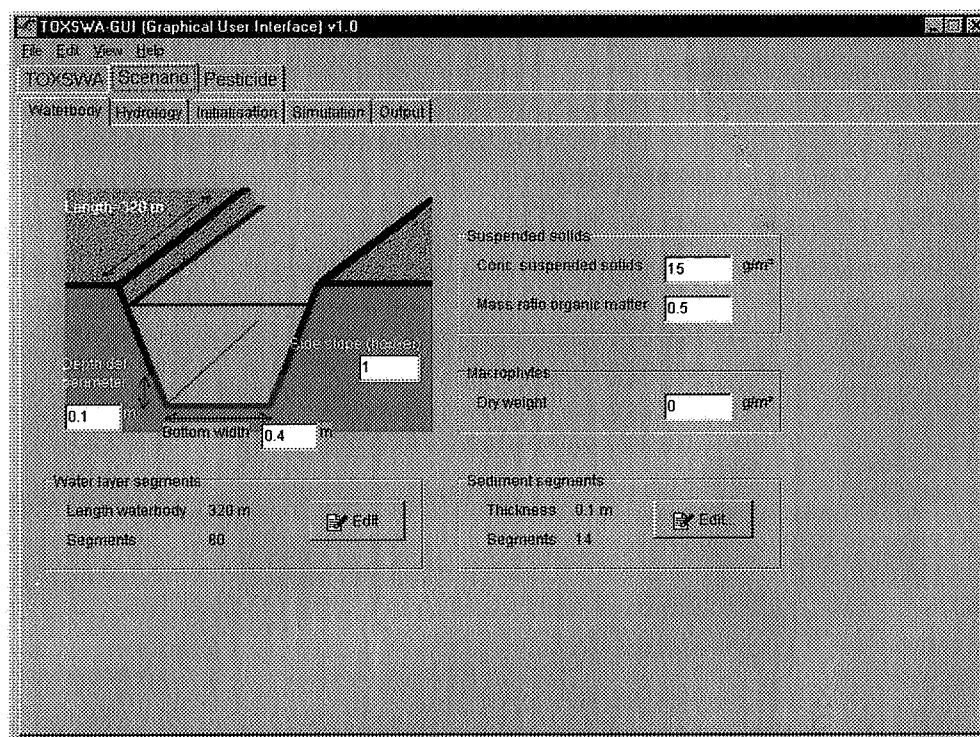 TOXSWA-GUI (Graphical User Interface) v1.0
File Edit View Help
TOXSWA Scenario Pesticide
Waterbody Hydrology Initialisation Simulation Output
Length: 320 m
Suspended solids
Conc. suspended solids 15 g/m³
Mass ratio organic matter 0.5
Side slope (hor/ver)
1
Depth def.
perimeter
0.1 m
Bottom width 0.4 m
Macrophytes
Dry weight 0 g/m²
Water layer segments
Length waterbody 320 m
Segments 80
Edit
Sediment segments
Thickness 0.1 m
Segments 14
Edit